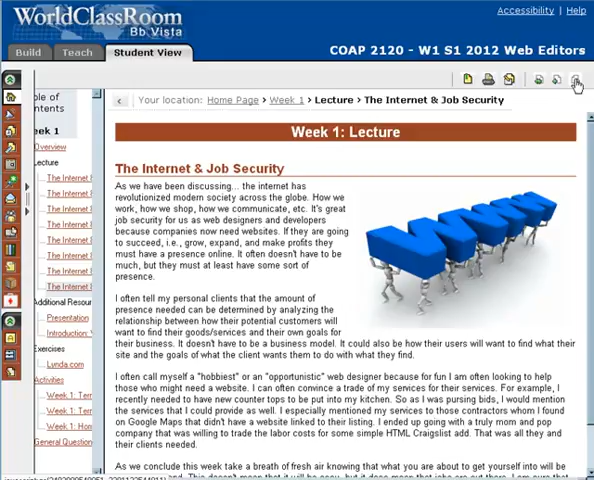 WorldClassRoom
Bb Vista
Accessibility | Help
Build
Teach
Student View
COAP 2120 - W1 S1 2012 Web Editors
ble of
ntents
eek 1
Overview
Lecture
The Internet
The Internet
The Internet
The Internet
The Internet
The Internet
The Internet
The Internet
Additional Resour
Presentation
Introduction:
Exercises
Lynda.com
Activities
Week 1: Terr
Week 1: Terr
Week 1: Hom
General Question
Your location: Home Page > Week 1 > Lecture > The Internet & Job Security
Week 1: Lecture
The Internet & Job Security
As we have been discussing... the internet has
revolutionized modern society across the globe. How we
work, how we shop, how we communicate, etc. It's great
job security for us as web designers and developers
because companies now need websites. If they are going
to succeed, i.e., grow, expand, and make profits they
must have a presence online. It often doesn't have to be
much, but they must at least have some sort of
presence.
WWWW
I often tell my personal clients that the amount of
presence needed can be determined by analyzing the
relationship between how their potential customers will
want to find their goods/services and their own goals for
their business. It doesn't have to be a business model. It could also be how their users will want to find what their
site and the goals of what the client wants them to do with what they find.
I often call myself a "hobbiest" or an "opportunistic" web designer because for fun I am often looking to help
those who might need a website. I can often convince a trade of my services for their services. For example, I
recently needed to have new counter tops to be put into my kitchen. So as I was pursing bids, I would mention
the services that I could provide as well. I especially mentioned my services to those contractors whom I found
on Google Maps that didn't have a website linked to their listing. I ended up going with a truly mom and pop
company that was willing to trade the labor costs for some simple HTML Craigslist add. That was all they and
their clients needed.
As we conclude this week take a breath of fresh air knowing that what you are about to get yourself into will be